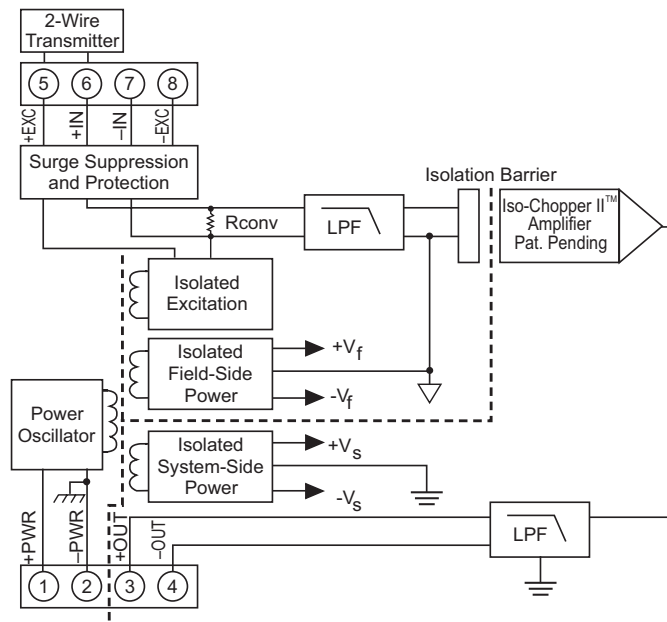 2-Wire
Transmitter
5 6 7 8
+EXC
+IN
–IN
–EXC
Surge Suppression
and Protection
Isolation Barrier
Rconv
LPF
Iso-Chopper II™
Amplifier
Pat. Pending
Isolated
Excitation
Isolated
Field-Side
Power
+Vf
-Vf
Power
Oscillator
Isolated
System-Side
Power
+Vs
-Vs
+PWR
–PWR
+OUT
–OUT
LPF
1 2 3 4